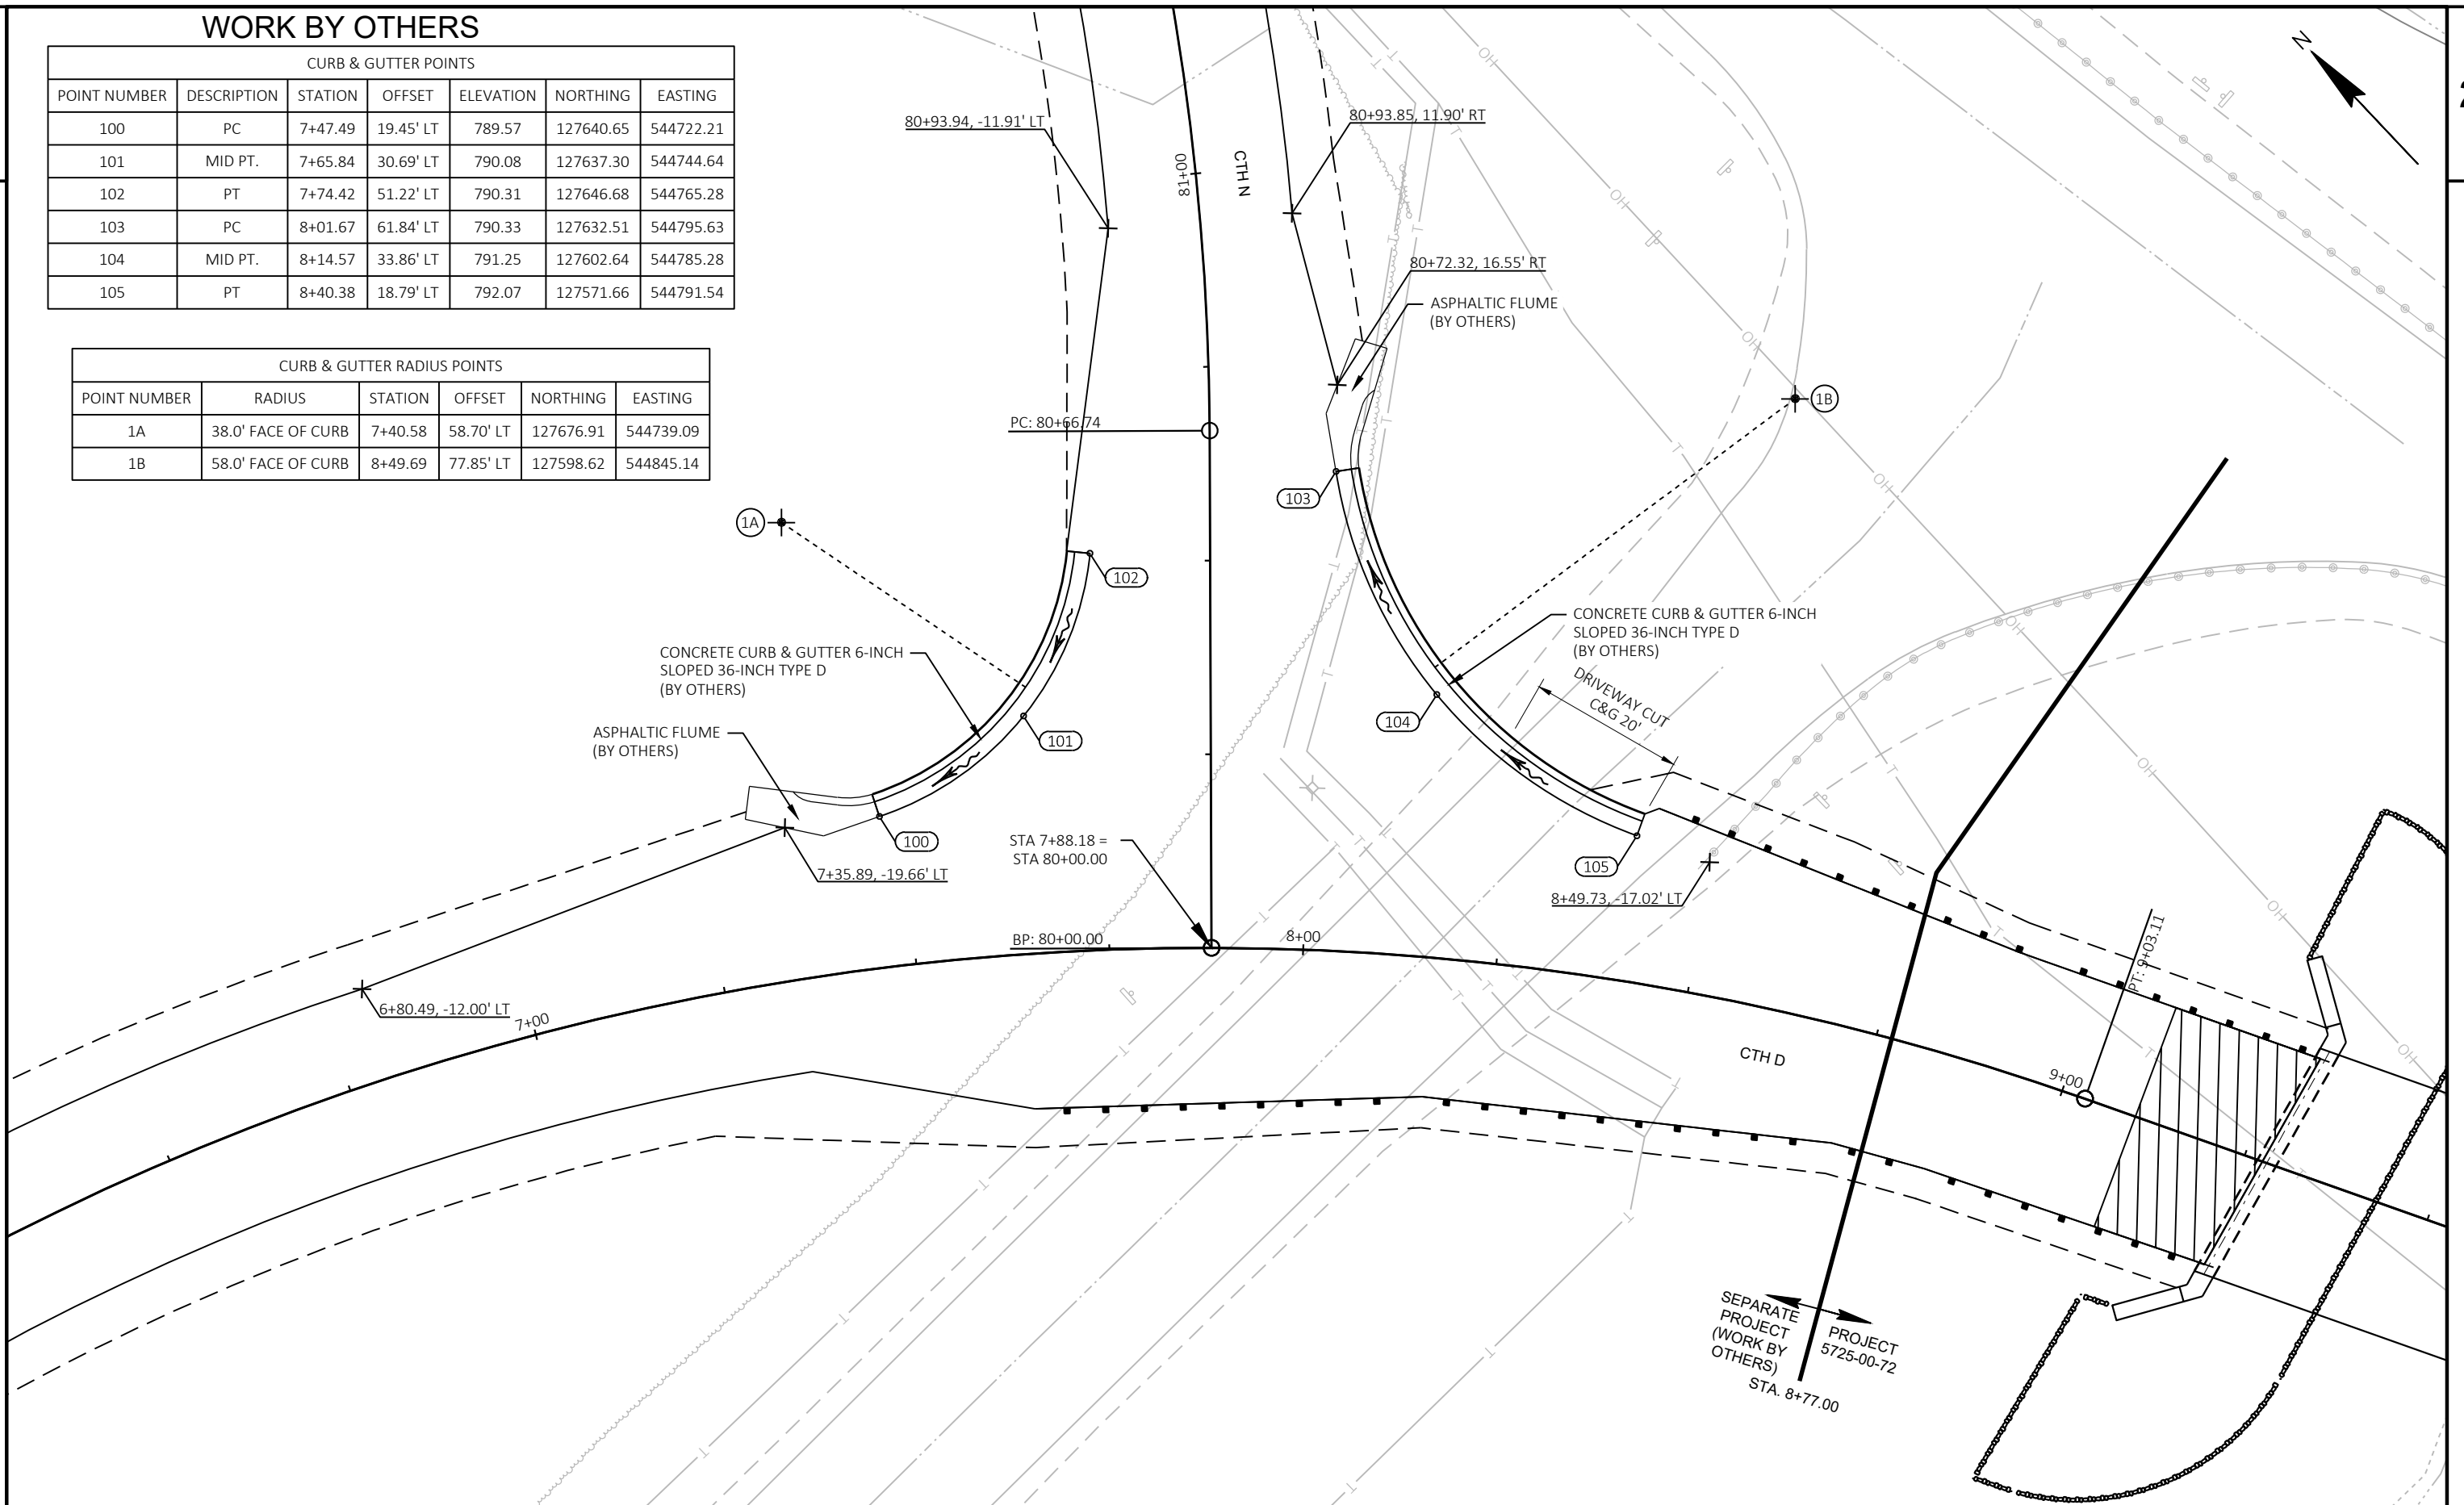 WORK BY OTHERS
CURB & GUTTER POINTS
POINT NUMBER DESCRIPTION STATION OFFSET ELEVATION NORTHING EASTING
100 PC 7+47.49 19.45' LT 789.57 127640.65 544722.21
101 MID PT. 7+65.84 30.69' LT 790.08 127637.30 544744.64
102 PT 7+74.42 51.22' LT 790.31 127646.68 544765.28
103 PC 8+01.67 61.84' LT 790.33 127632.51 544795.63
104 MID PT. 8+14.57 33.86' LT 791.25 127602.64 544785.28
105 PT 8+40.38 18.79' LT 792.07 127571.66 544791.54
CURB & GUTTER RADIUS POINTS
POINT NUMBER RADIUS STATION OFFSET NORTHING EASTING
1A 38.0' FACE OF CURB 7+40.58 58.70' LT 127676.91 544739.09
1B 58.0' FACE OF CURB 8+49.69 77.85' LT 127598.62 544845.14
N
80+93.94, -11.91' LT
81+00
CTH N
80+93.85, 11.90' RT
80+72.32, 16.55' RT
ASPHALTIC FLUME
(BY OTHERS)
PC: 80+66.74
1A
1B
102
103
CONCRETE CURB & GUTTER 6-INCH
SLOPED 36-INCH TYPE D
(BY OTHERS)
CONCRETE CURB & GUTTER 6-INCH
SLOPED 36-INCH TYPE D
(BY OTHERS)
DRIVEWAY CUT
C&G 20'
ASPHALTIC FLUME
(BY OTHERS)
101
104
100
105
7+35.89, -19.66' LT
STA 7+88.18 =
STA 80+00.00
8+49.73, -17.02' LT
BP: 80+00.00
8+00
6+80.49, -12.00' LT
7+00
CTH D
9+00
PT: 9+03.11
SEPARATE
PROJECT
(WORK BY
OTHERS)
PROJECT
5725-00-72
STA. 8+77.00
OH
OH
OH
OH
OH
OH
OH
OH